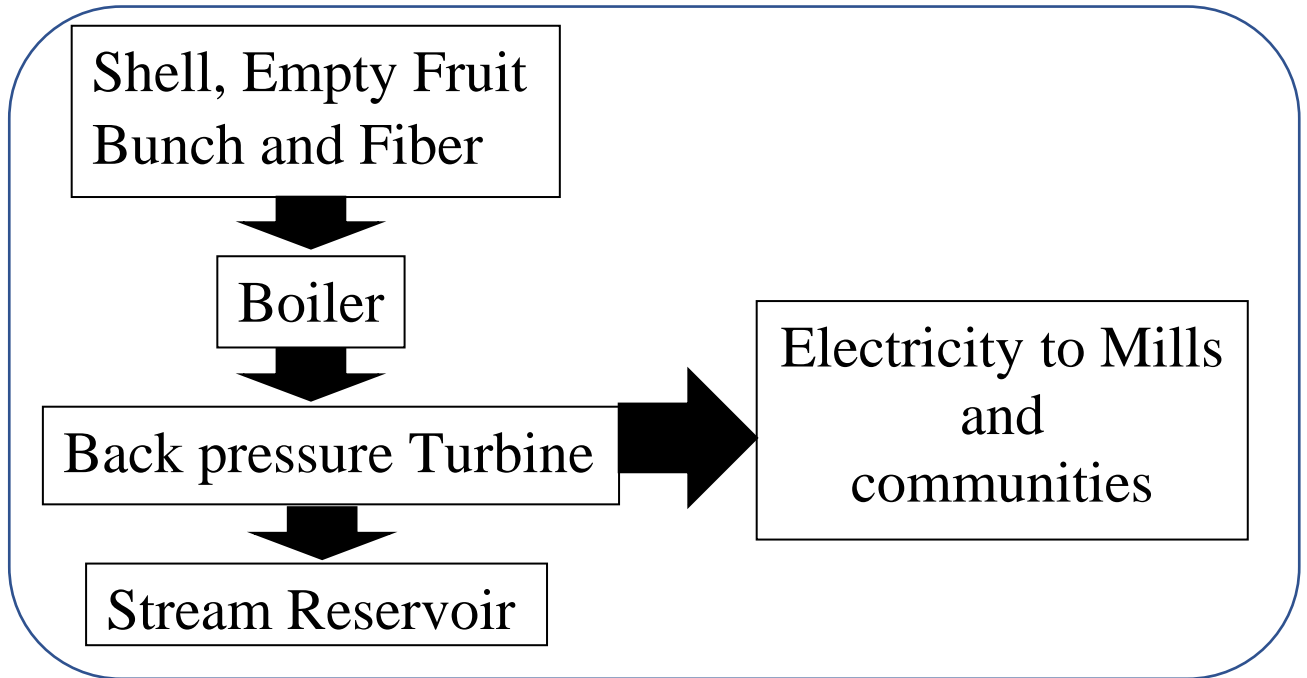 Shell, Empty Fruit
Bunch and Fiber
Boiler
Back pressure Turbine
Electricity to Mills
and
communities
Stream Reservoir